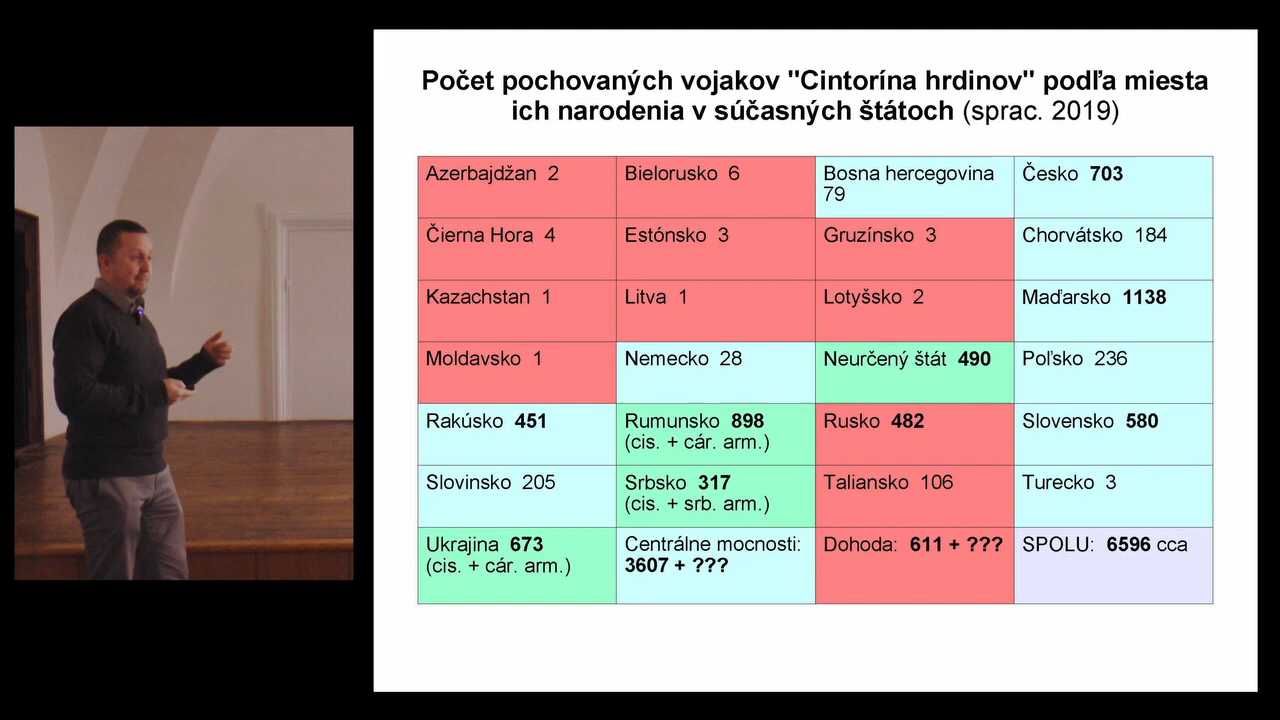 Počet pochovaných vojakov "Cintorína hrdinov" podľa miesta
ich narodenia v súčasných štátoch (sprac. 2019)
Azerbajdžan 2
Bielorusko 6
Bosna hercegovina
79
Česko 703
Čierna Hora 4
Estónsko 3
Gruzínsko 3
Chorvátsko 184
Kazachstan 1
Litva 1
Lotyšsko 2
Maďarsko 1138
Moldavsko 1
Nemecko 28
Neurčený štát 490
Poľsko 236
Rakúsko 451
Rumunsko 898
(cis. + cár. arm.)
Rusko 482
Slovensko 580
Slovinsko 205
Srbsko 317
(cis. + srb. arm.)
Taliansko 106
Turecko 3
Ukrajina 673
(cis. + cár. arm.)
Centrálne mocnosti:
3607 + ???
Dohoda: 611 + ???
SPOLU: 6596 cca